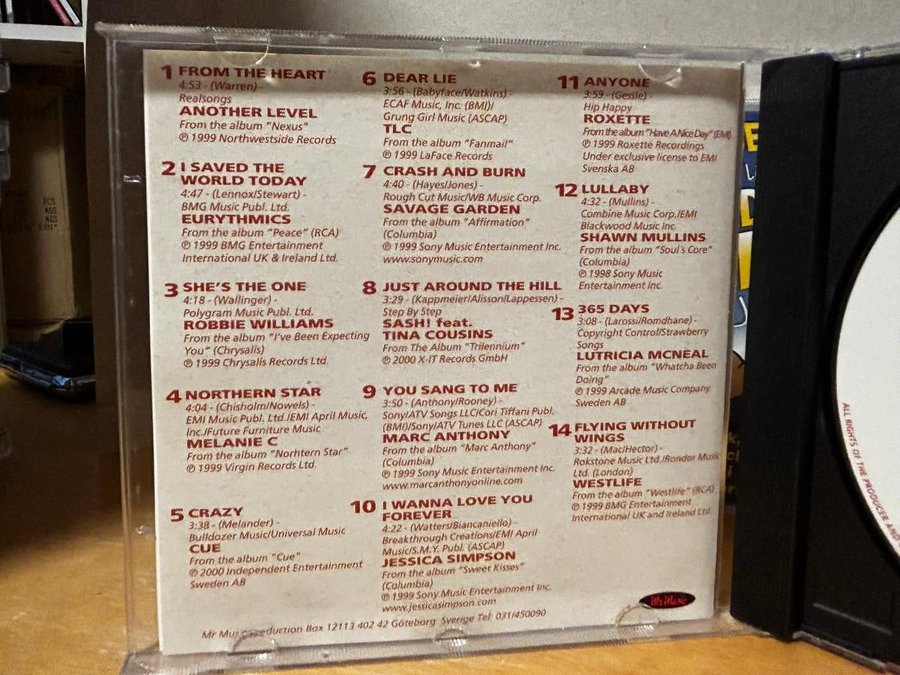 1 FROM THE HEART
4:53 - (Warren) -
Realsongs
ANOTHER LEVEL
From the album "Nexus"
℗ 1999 Northwestside Records
2 I SAVED THE
WORLD TODAY
4:47 - (Lennox/Stewart) -
BMG Music Publ. Ltd.
EURYTHMICS
From the album "Peace" (RCA)
℗ 1999 BMG Entertainment
International UK & Ireland Ltd.
3 SHE'S THE ONE
4:18 - (Wallinger) -
Polygram Music Publ. Ltd.
ROBBIE WILLIAMS
From the album "I've Been Expecting
You" (Chrysalis)
℗ 1999 Chrysalis Records Ltd.
4 NORTHERN STAR
4:04 - (Chisholm/Nowels) -
EMI Music Publ. Ltd./EMI April Music,
Inc./Future Furniture Music
MELANIE C
From the album "Norhtern Star"
℗ 1999 Virgin Records Ltd.
5 CRAZY
3:38 - (Melander) -
Bulldozer Music/Universal Music
CUE
From the album "Cue"
℗ 2000 Independent Entertainment
Sweden AB
6 DEAR LIE
3:56 - (Babyface/Watkins) -
ECAF Music, Inc. (BMI)/
Grung Girl Music (ASCAP)
TLC
From the album "Fanmail"
℗ 1999 LaFace Records
7 CRASH AND BURN
4:40 - (Hayes/Jones) -
Rough Cut Music/WB Music Corp.
SAVAGE GARDEN
From the album "Affirmation"
(Columbia)
℗ 1999 Sony Music Entertainment Inc.
www.sonymusic.com
8 JUST AROUND THE HILL
3:29 - (Kappmeier/Alisson/Lappessen) -
Step By Step
SASH! feat.
TINA COUSINS
From The Album "Trilennium"
℗ 2000 X-IT Records GmbH
9 YOU SANG TO ME
3:50 - (Anthony/Rooney) -
Sony/ATV Songs LLC/Cori Tiffani Publ.
(BMI)/Sony/ATV Tunes LLC (ASCAP)
MARC ANTHONY
From the album "Marc Anthony"
(Columbia)
℗ 1999 Sony Music Entertainment Inc.
www.marcanthonyonline.com
10 I WANNA LOVE YOU
FOREVER
4:22 - (Watters/Biancaniello) -
Breakthrough Creations/EMI April
Music/S.M.Y. Publ. (ASCAP)
JESSICA SIMPSON
From the album "Sweet Kisses"
(Columbia)
℗ 1999 Sony Music Entertainment Inc.
www.jessicasimpson.com
11 ANYONE
3:59 - (Gessle) -
Hip Happy
ROXETTE
From the album "Have A Nice Day" (EMI)
℗ 1999 Roxette Recordings
Under exclusive license to EMI
Svenska AB
12 LULLABY
4:32 - (Mullins) -
Combine Music Corp./EMI
Blackwood Music Inc.
SHAWN MULLINS
From the album "Soul's Core"
(Columbia)
℗ 1998 Sony Music
Entertainment Inc.
13 365 DAYS
3:08 - (Larossi/Romdhane) -
Copyright Control/Strawberry
Songs
LUTRICIA MCNEAL
From the album "Whatcha Been
Doing"
℗ 1999 Arcade Music Company
Sweden AB
14 FLYING WITHOUT
WINGS
3:32 - (Mac/Hector) -
Rokstone Music Ltd./Rondor Music
Ltd. (London)
WESTLIFE
From the album "Westlife" (RCA)
℗ 1999 BMG Entertainment
International UK and Ireland Ltd.
Mr Music
Mr Music Production Box 12113 402 42 Göteborg Sverige Tel: 031/450090
ALL RIGHTS OF THE PRODUCER AND